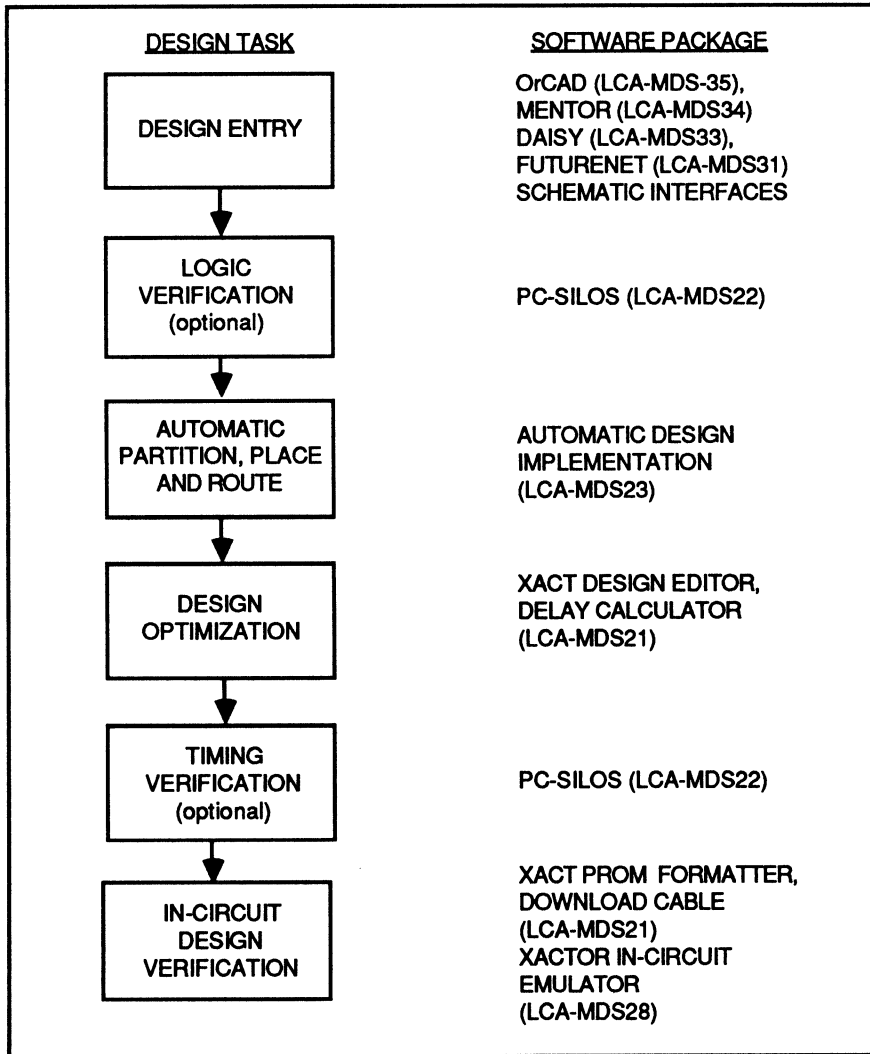 DESIGN TASK
SOFTWARE PACKAGE
DESIGN ENTRY
OrCAD (LCA-MDS-35),
MENTOR (LCA-MDS34)
DAISY (LCA-MDS33),
FUTURENET (LCA-MDS31)
SCHEMATIC INTERFACES
LOGIC
VERIFICATION
(optional)
PC-SILOS (LCA-MDS22)
AUTOMATIC
PARTITION, PLACE
AND ROUTE
AUTOMATIC DESIGN
IMPLEMENTATION
(LCA-MDS23)
DESIGN
OPTIMIZATION
XACT DESIGN EDITOR,
DELAY CALCULATOR
(LCA-MDS21)
TIMING
VERIFICATION
(optional)
PC-SILOS (LCA-MDS22)
IN-CIRCUIT
DESIGN
VERIFICATION
XACT PROM FORMATTER,
DOWNLOAD CABLE
(LCA-MDS21)
XACTOR IN-CIRCUIT
EMULATOR
(LCA-MDS28)